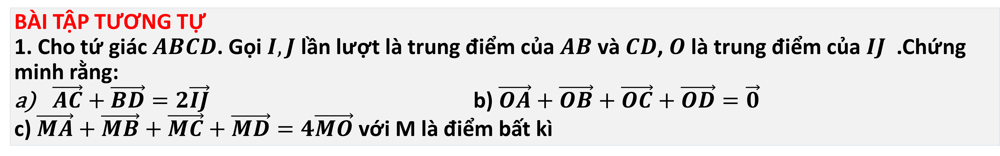 BÀI TẬP TƯƠNG TỰ
1. Cho tứ giác ABCD. Gọi I, J lần lượt là trung điểm của AB và CD, O là trung điểm của IJ .Chứng
minh rằng:
a) $\overrightarrow{AC} + \overrightarrow{BD} = 2\overrightarrow{IJ}$ b) $\overrightarrow{OA} + \overrightarrow{OB} + \overrightarrow{OC} + \overrightarrow{OD} = \overrightarrow{0}$
c) $\overrightarrow{MA} + \overrightarrow{MB} + \overrightarrow{MC} + \overrightarrow{MD} = 4\overrightarrow{MO}$ với M là điểm bất kì